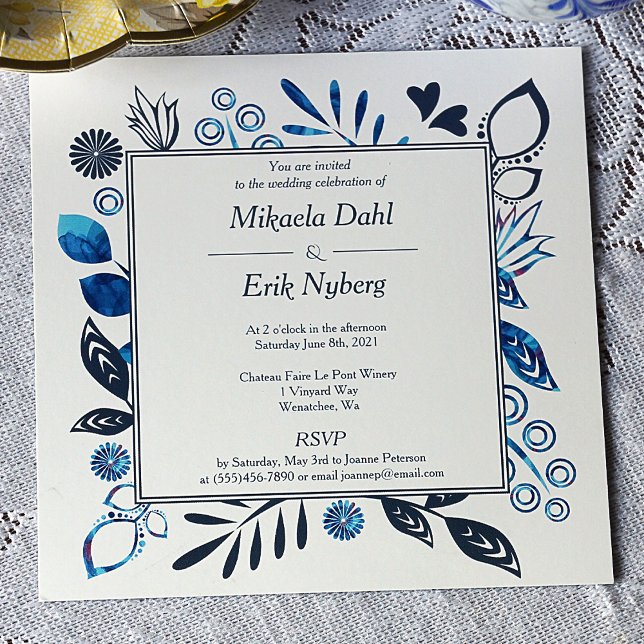 You are invited
to the wedding celebration of
Mikaela Dahl
&
Erik Nyberg
At 2 o'clock in the afternoon
Saturday June 8th, 2021
Chateau Faire Le Pont Winery
1 Vinyard Way
Wenatchee, Wa
RSVP
by Saturday, May 3rd to Joanne Peterson
at (555)456-7890 or email joannep@email.com